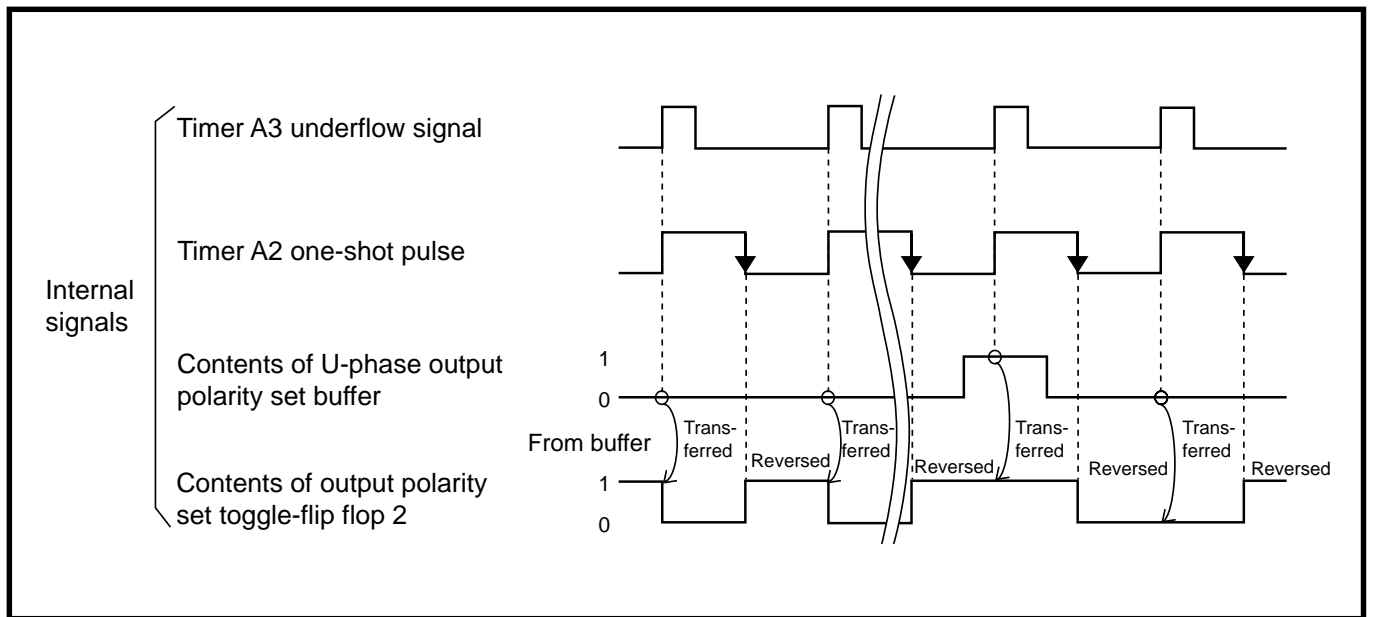 Timer A3 underflow signal
Timer A2 one-shot pulse
Internal
signals
Contents of U-phase output
polarity set buffer
1
0
From buffer
Trans-
ferred
Trans-
ferred
Trans-
ferred
Trans-
ferred
Reversed
Reversed
Reversed
Reversed
Contents of output polarity
set toggle-flip flop 2
1
0